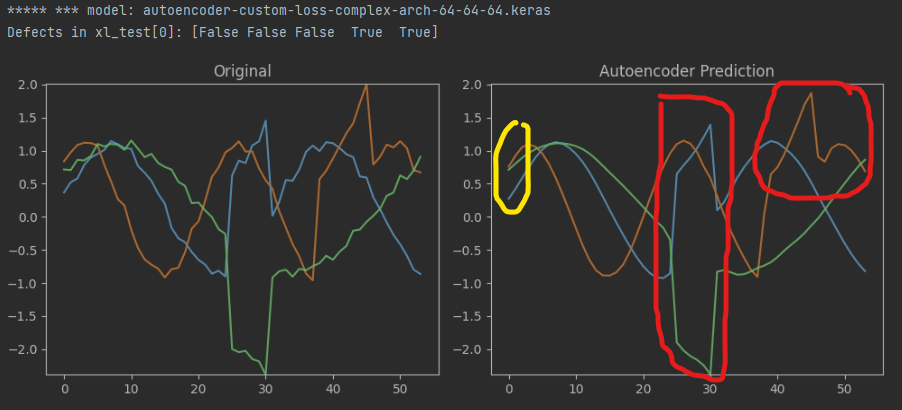 ***** *** model: autoencoder-custom-loss-complex-arch-64-64-64.keras
Defects in xl_test[0]: [False False False  True  True]
Original Autoencoder Prediction
2.0 2.0
1.5 1.5
1.0 1.0
0.5 0.5
0.0 0.0
−0.5 −0.5
−1.0 −1.0
−1.5 −1.5
−2.0 −2.0
0 10 20 30 40 50 0 10 20 30 40 50